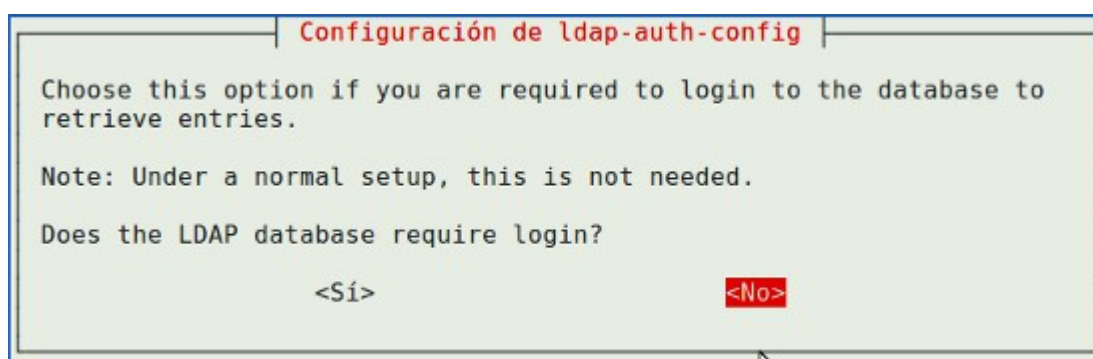 Configuración de ldap-auth-config
Choose this option if you are required to login to the database to
retrieve entries.
Note: Under a normal setup, this is not needed.
Does the LDAP database require login?
<Sí> <No>